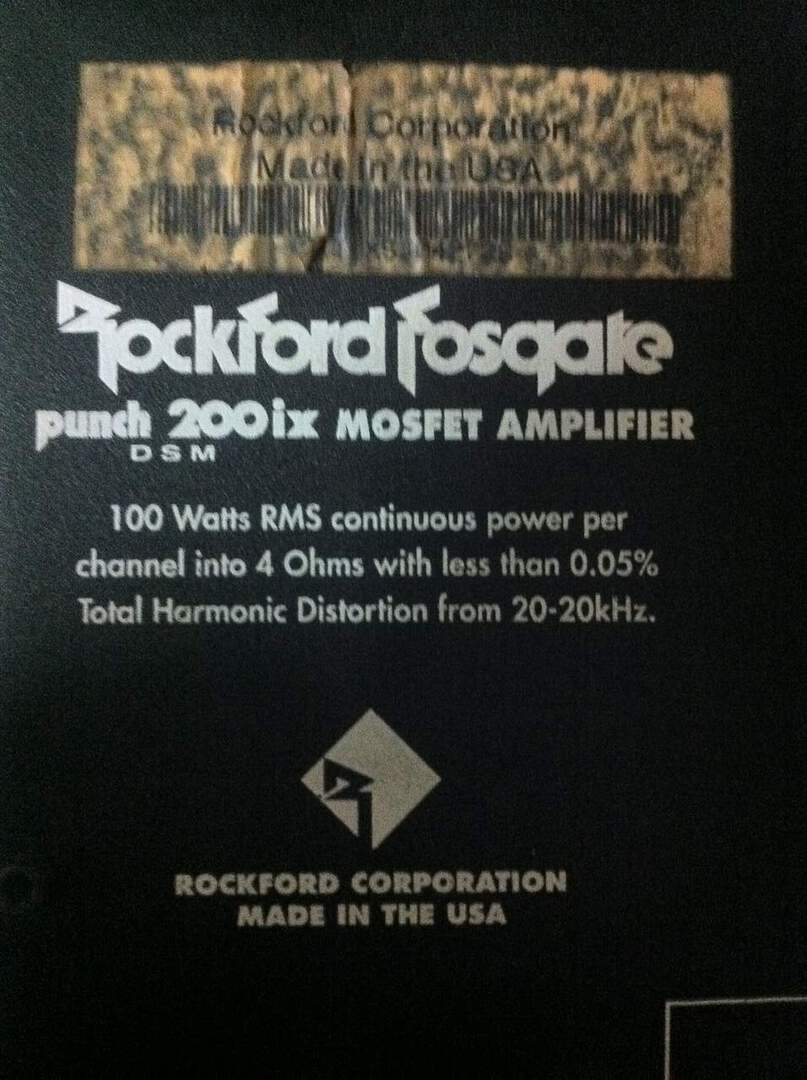 Rockford Corporation
Made in the USA
Rockford Fosgate
punch 200ix MOSFET AMPLIFIER
DSM
100 Watts RMS continuous power per
channel into 4 Ohms with less than 0.05%
Total Harmonic Distortion from 20-20kHz.
ROCKFORD CORPORATION
MADE IN THE USA